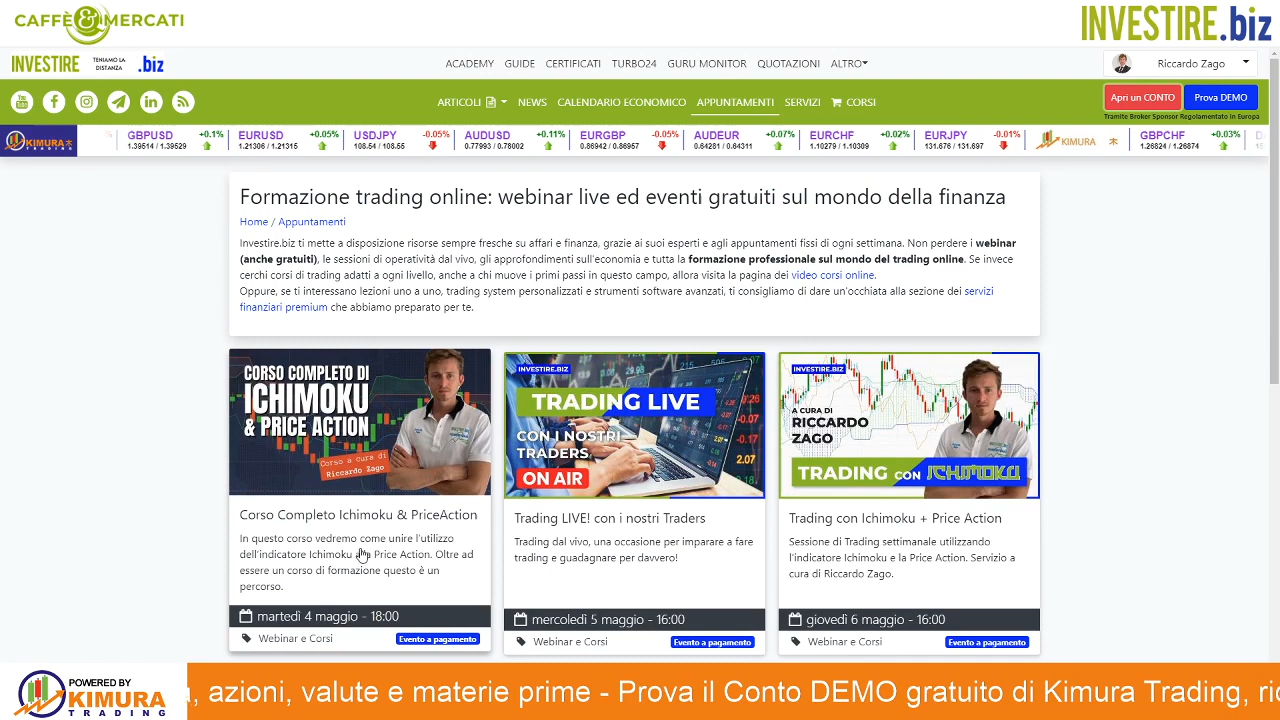 CAFFÈ & MERCATI
INVESTIRE.biz
INVESTIRE TENIAMO LA DISTANZA .biz
ACADEMY GUIDE CERTIFICATI TURBO24 GURU MONITOR QUOTAZIONI ALTRO
Riccardo Zago
ARTICOLI NEWS CALENDARIO ECONOMICO APPUNTAMENTI SERVIZI CORSI
Apri un CONTO Prova DEMO
Tramite Broker Sponsor Regolamentato in Europa
KIMURA TRADING
% GBPUSD +0.1% EURUSD +0.05% USDJPY -0.05% AUDUSD +0.11% EURGBP -0.05% AUDEUR +0.07% EURCHF +0.02% EURJPY -0.01% KIMURA 木 GBPCHF +0.03%
1.39514 / 1.39529 1.21306 / 1.21315 108.54 / 108.55 0.77993 / 0.78002 0.86942 / 0.86957 0.64281 / 0.64311 1.10279 / 1.10309 131.676 / 131.697 1.26824 / 1.26874
Formazione trading online: webinar live ed eventi gratuiti sul mondo della finanza
Home / Appuntamenti
Investire.biz ti mette a disposizione risorse sempre fresche su affari e finanza, grazie ai suoi esperti e agli appuntamenti fissi di ogni settimana. Non perdere i webinar
(anche gratuiti), le sessioni di operatività dal vivo, gli approfondimenti sull'economia e tutta la formazione professionale sul mondo del trading online. Se invece
cerchi corsi di trading adatti a ogni livello, anche a chi muove i primi passi in questo campo, allora visita la pagina dei video corsi online.
Oppure, se ti interessano lezioni uno a uno, trading system personalizzati e strumenti software avanzati, ti consigliamo di dare un'occhiata alla sezione dei servizi
finanziari premium che abbiamo preparato per te.
CORSO COMPLETO DI
ICHIMOKU
& PRICE ACTION
Corso a cura di
Riccardo Zago
Corso Completo Ichimoku & PriceAction
In questo corso vedremo come unire l'utilizzo
dell'indicatore Ichimoku Price Action. Oltre ad
essere un corso di formazione questo è un
percorso.
martedì 4 maggio - 18:00
Webinar e Corsi Evento a pagamento
INVESTIRE.BIZ
TRADING LIVE
CON I NOSTRI
TRADERS
ON AIR
Trading LIVE! con i nostri Traders
Trading dal vivo, una occasione per imparare a fare
trading e guadagnare per davvero!
mercoledì 5 maggio - 16:00
Webinar e Corsi Evento a pagamento
INVESTIRE.BIZ
A CURA DI
RICCARDO
ZAGO
TRADING CON ICHIMOKU
Trading con Ichimoku + Price Action
Sessione di Trading settimanale utilizzando
l'indicatore Ichimoku e la Price Action. Servizio a
cura di Riccardo Zago.
giovedì 6 maggio - 16:00
Webinar e Corsi Evento a pagamento
POWERED BY
KIMURA
TRADING
, azioni, valute e materie prime - Prova il Conto DEMO gratuito di Kimura Trading, ric